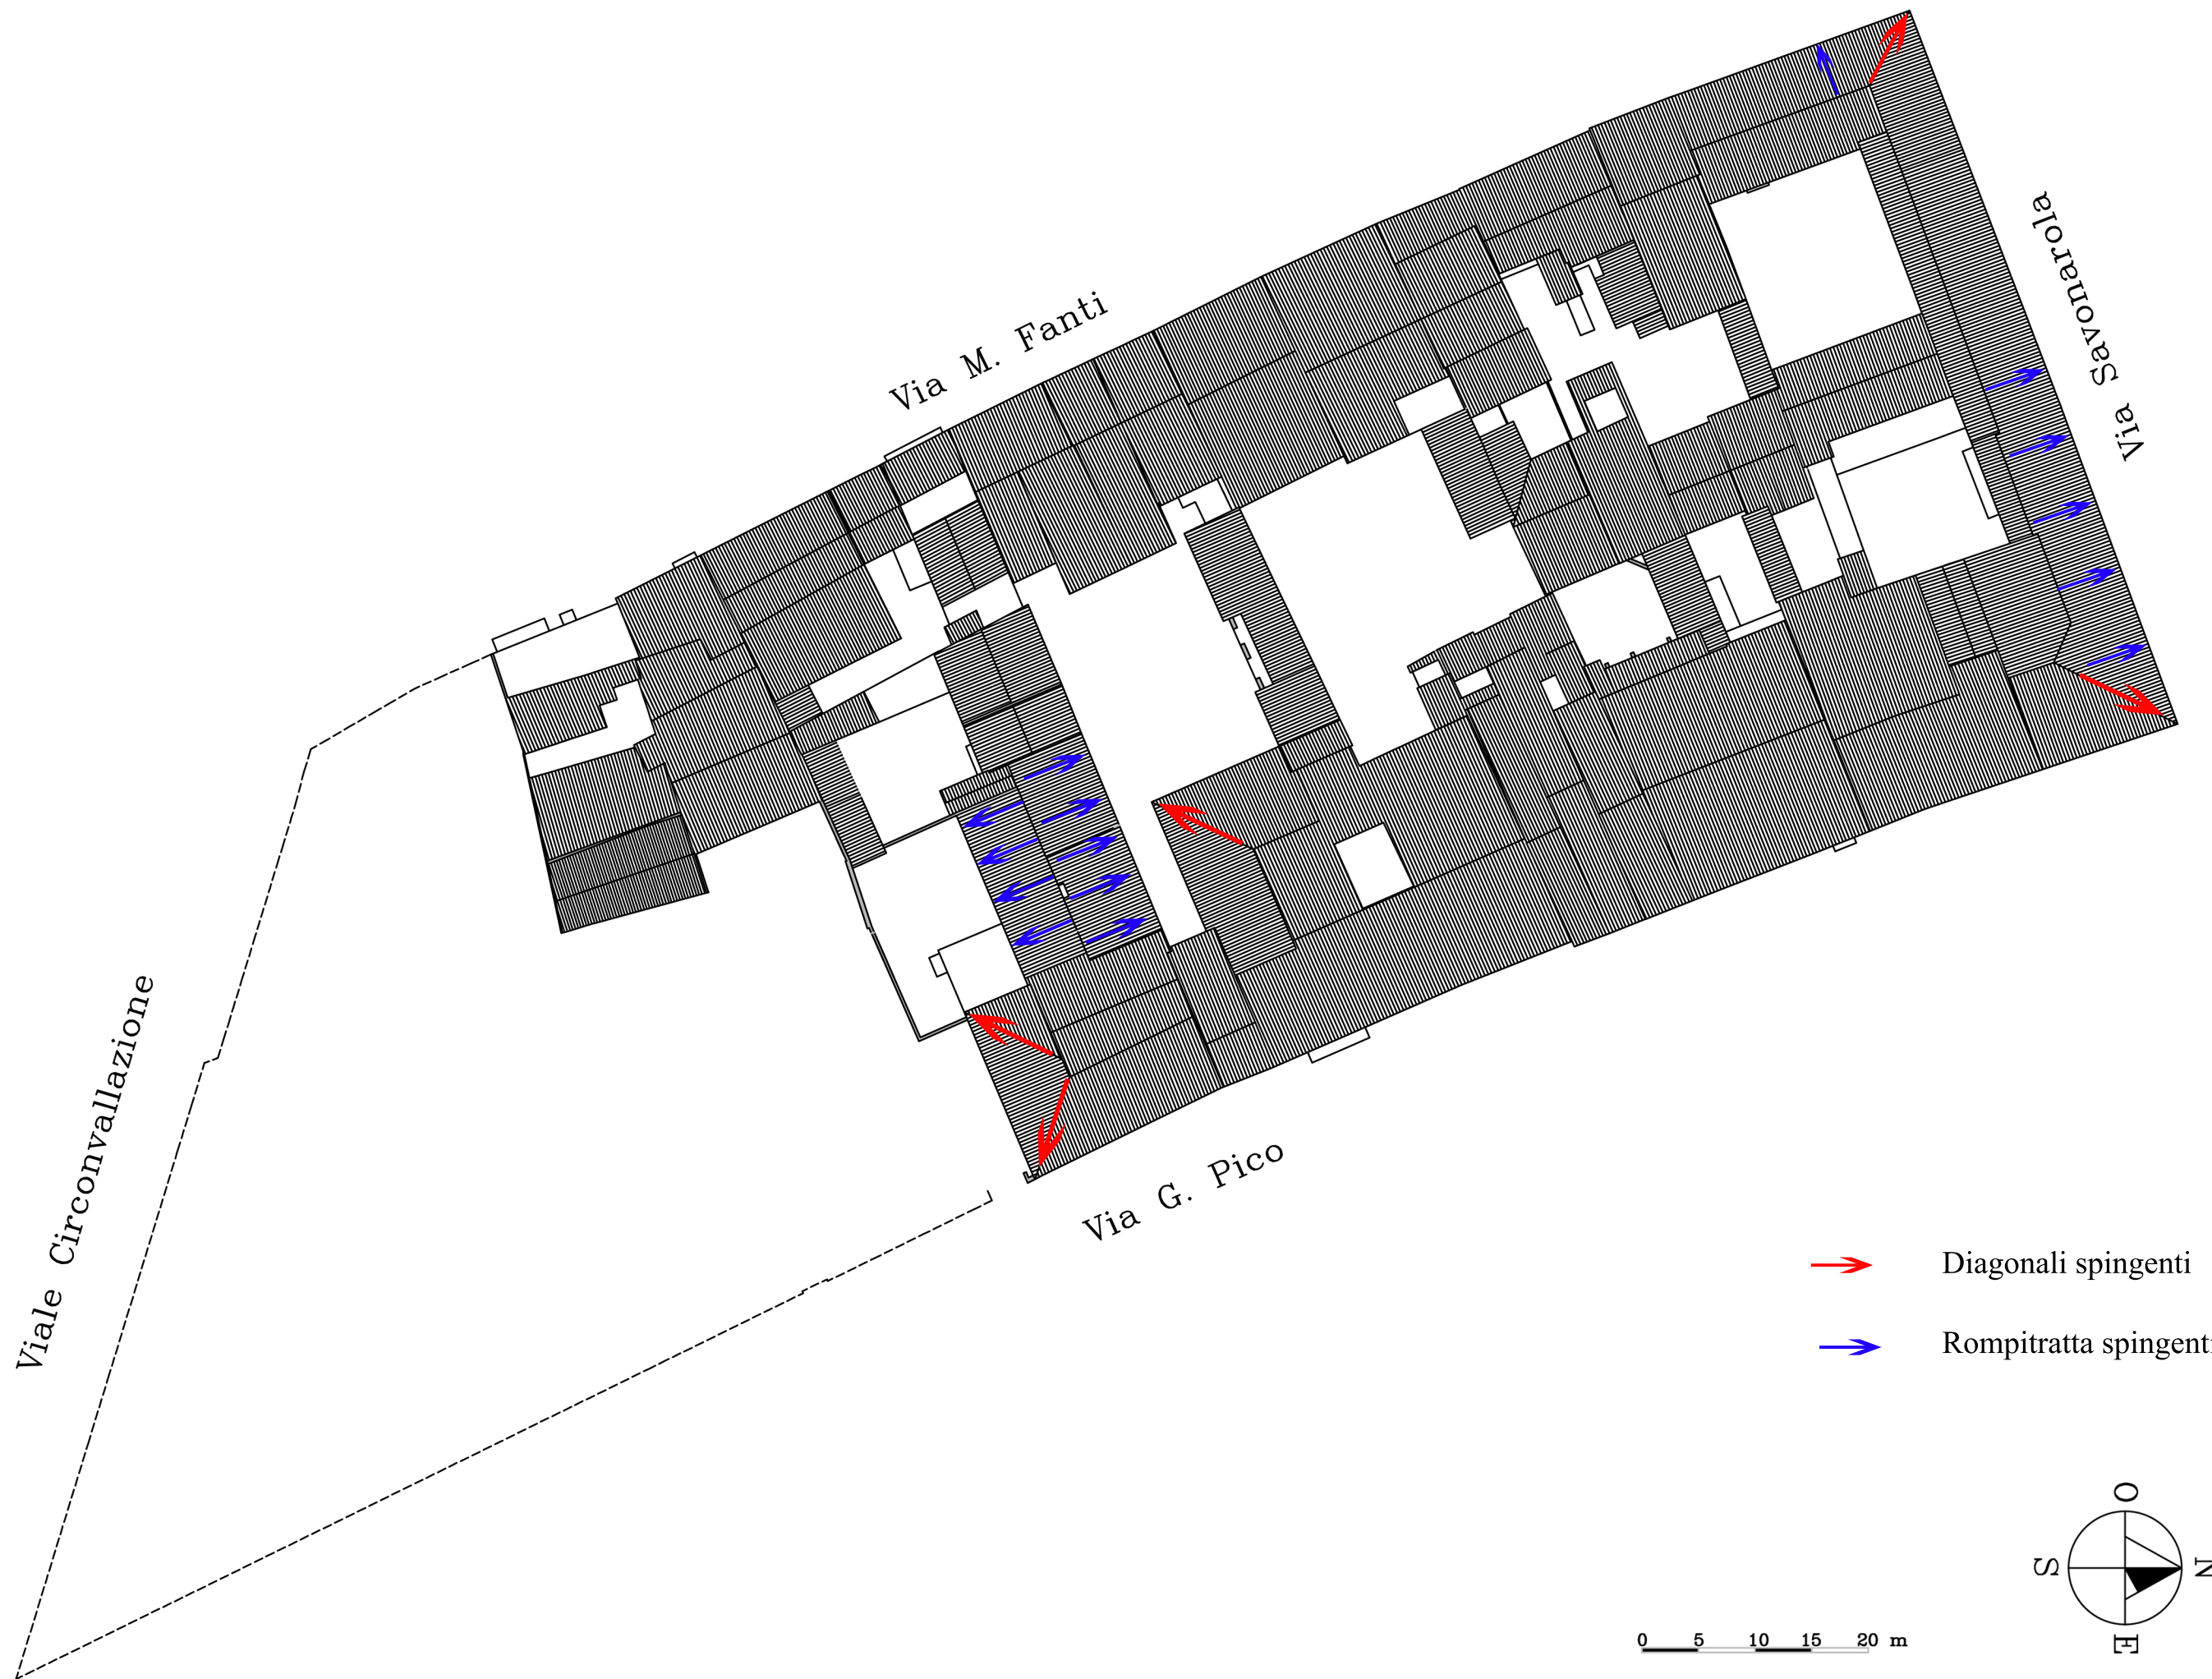 Via M. Fanti
Via Savonarola
Viale Circonvallazione
Via G. Pico
Diagonali spingenti
Rompitratta spingenti
O
S
N
E
0 5 10 15 20 m